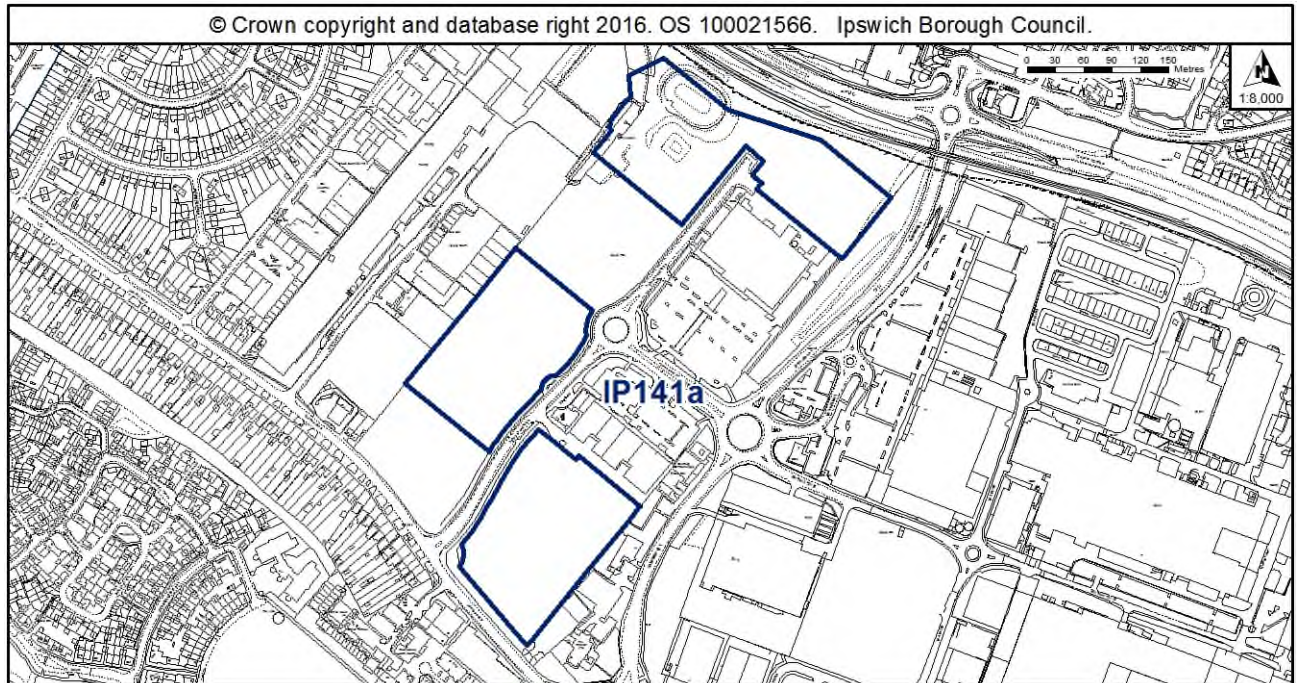 © Crown copyright and database right 2016. OS 100021566. Ipswich Borough Council.
0 30 60 90 120 150
Metres
N
1:8,000
IP141a